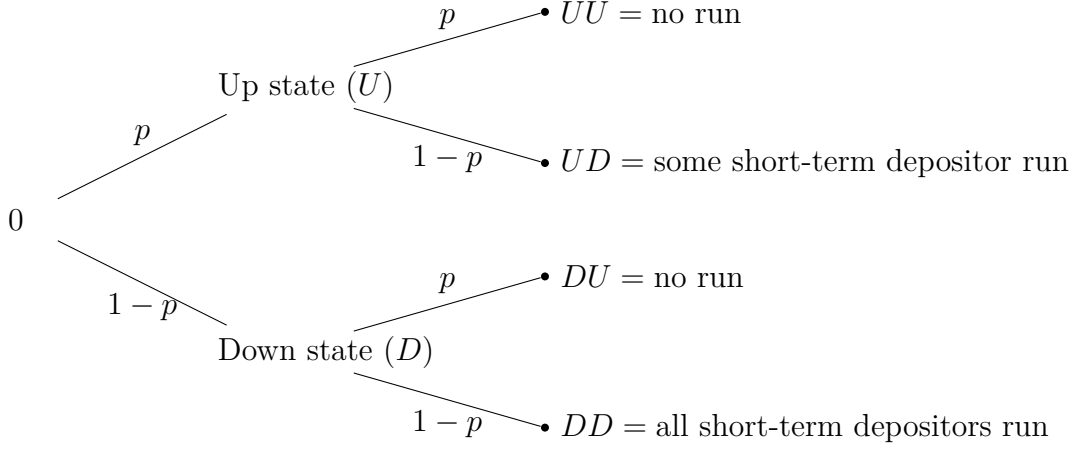 p
UU = no run
Up state (U)
p
1 − p
UD = some short-term depositor run
0
p
DU = no run
1 − p
Down state (D)
1 − p
DD = all short-term depositors run